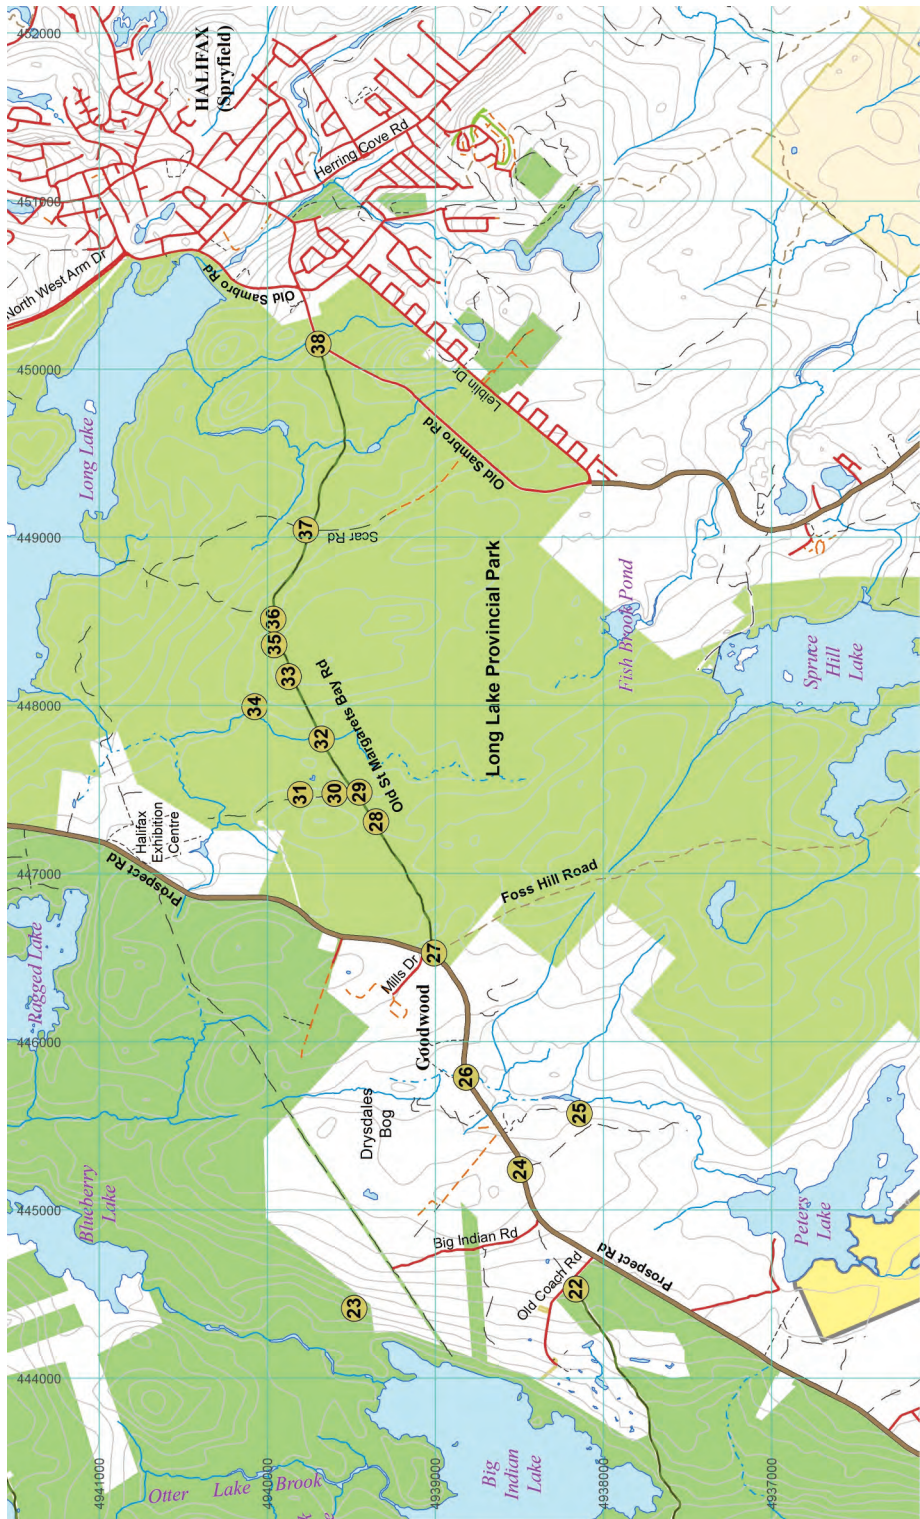 452000
HALIFAX
(Spryfield)
Herring Cove Rd
451000
North West Arm Dr
Old Sambro Rd
Old Sambro Rd
38
450000
Leiblin Dr
Long Lake
Old Sambro Rd
37
Scar Rd
449000
Long Lake Provincial Park
Fish Brook Pond
36
35
33
34
Spruce
Hill
Lake
448000
32
Old St Margarets Bay Rd
31
30
29
28
Halifax
Exhibition
Centre
447000
Prospect Rd
Foss Hill Road
Ragged Lake
27
Mills Dr
Goodwood
446000
26
Drysdales
Bog
25
24
Blueberry
Lake
445000
Peters
Lake
Big Indian Rd
Prospect Rd
Old Coach Rd
22
23
444000
4941000
4940000
4939000
4938000
4937000
Big
Indian
Lake
Otter Lake Brook